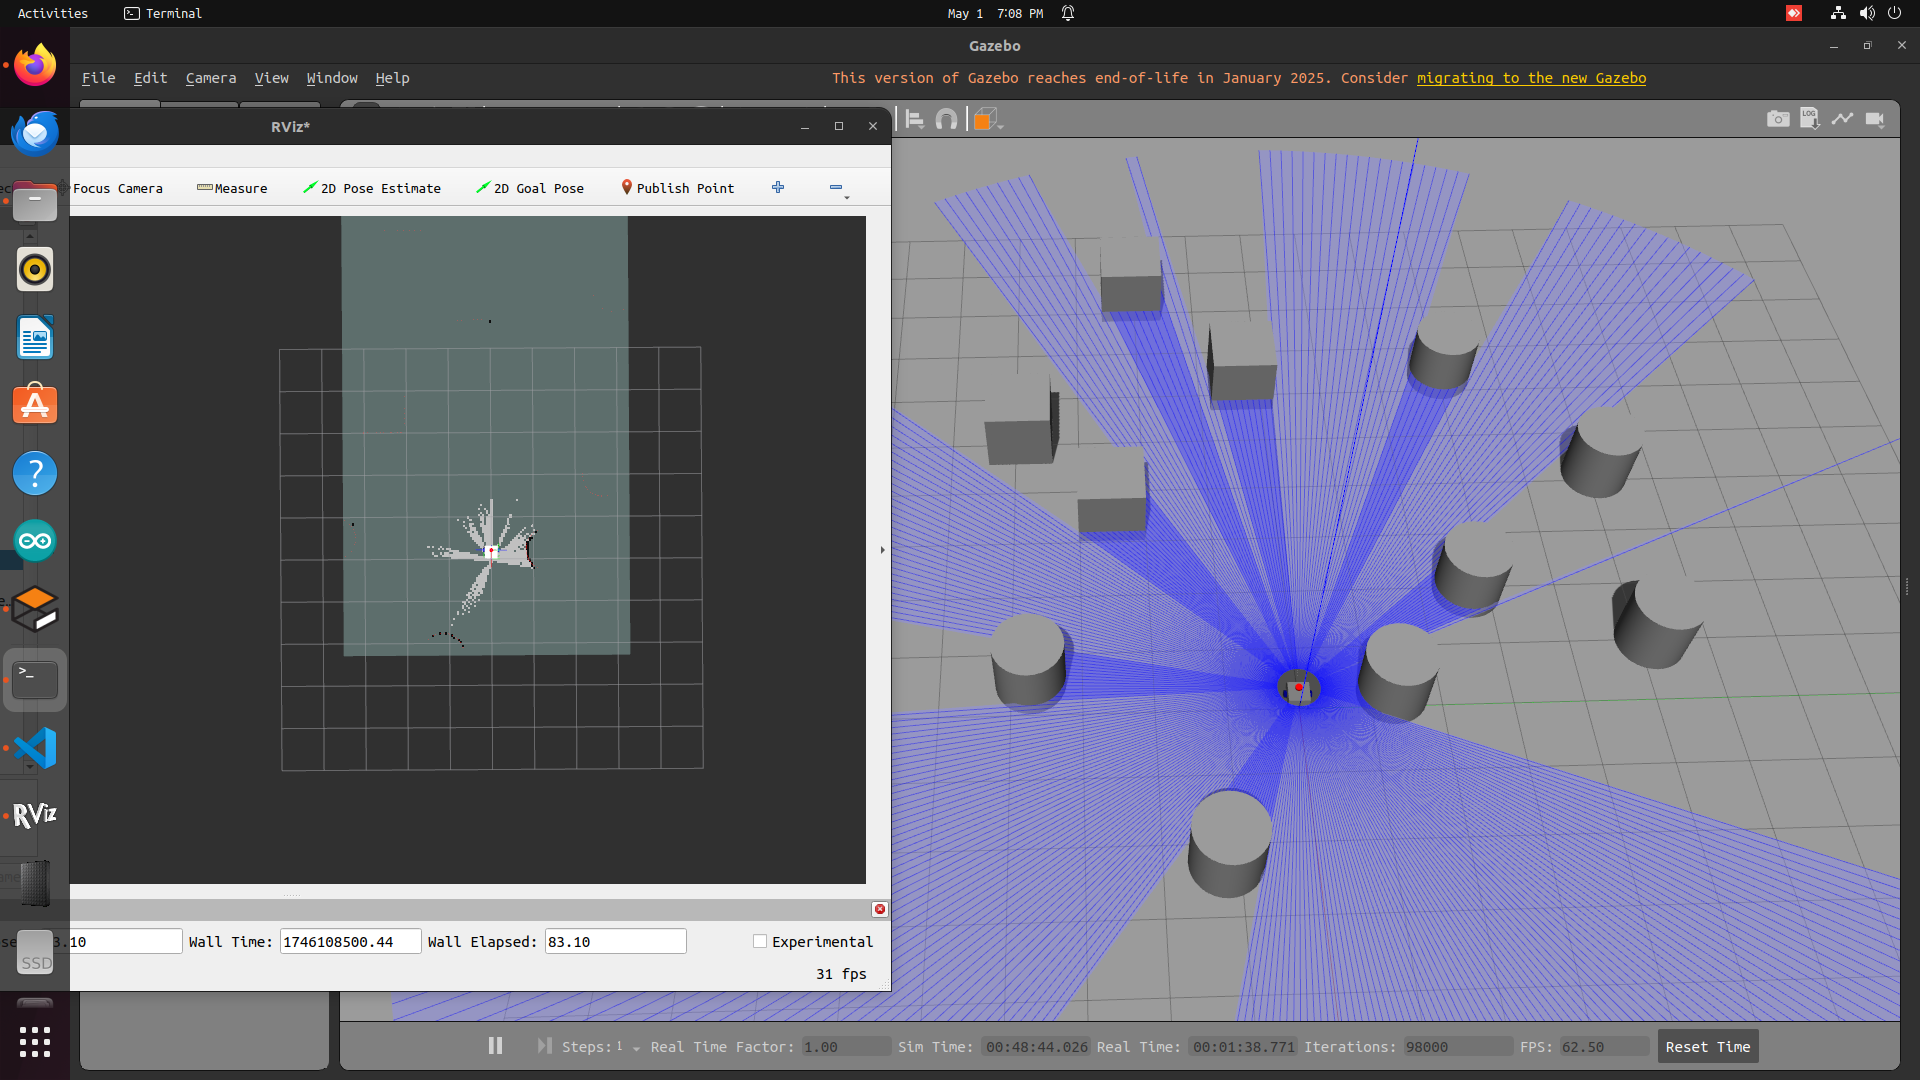 Activities Terminal May 1 7:08 PM
Gazebo
File Edit Camera View Window Help This version of Gazebo reaches end-of-life in January 2025. Consider migrating to the new Gazebo
RViz*
LOG
Focus Camera Measure 2D Pose Estimate 2D Goal Pose Publish Point
RViz
3.10 Wall Time: 1746108500.44 Wall Elapsed: 83.10 Experimental
SSD
31 fps
Steps: 1 Real Time Factor: 1.00 Sim Time: 00:48:44.026 Real Time: 00:01:38.771 Iterations: 98000 FPS: 62.50 Reset Time